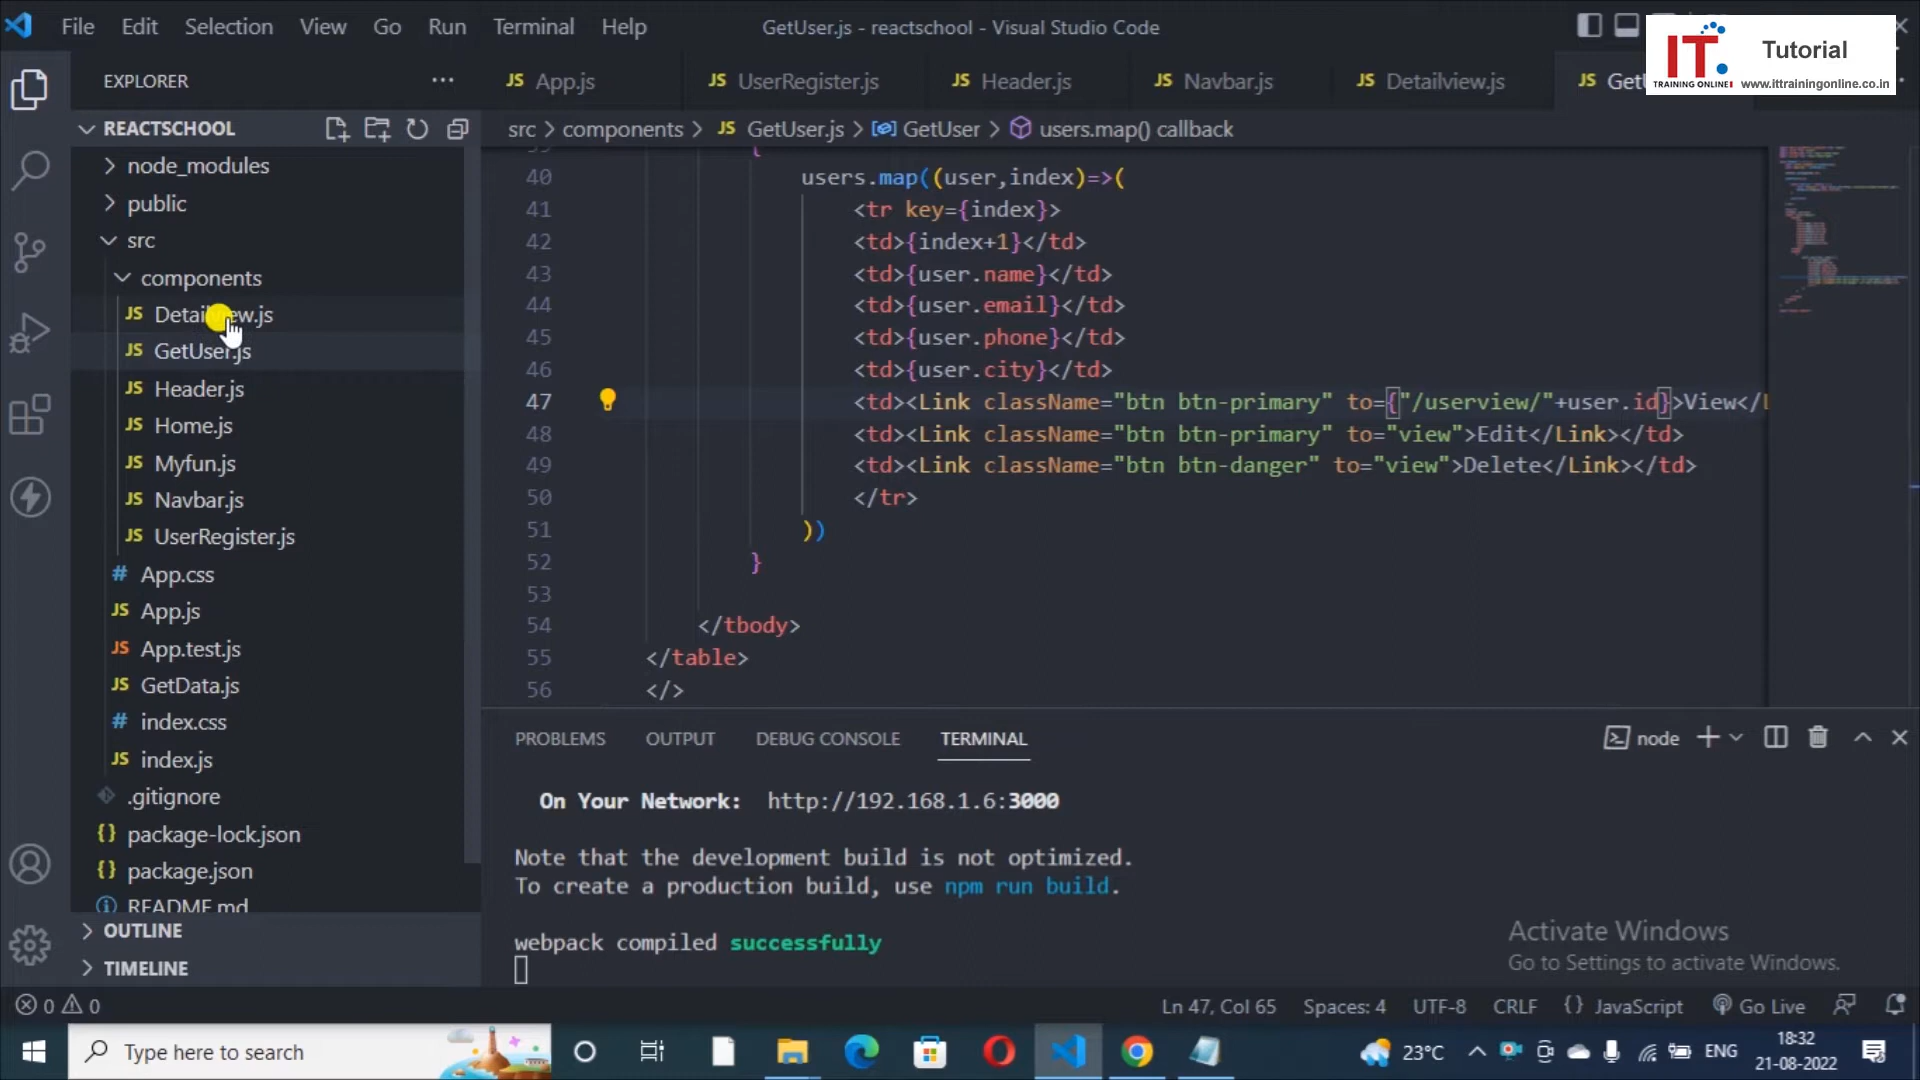 File Edit Selection View Go Run Terminal Help
GetUser.js - reactschool - Visual Studio Code
IT.
TRAINING ONLINE!
Tutorial
www.ittrainingonline.co.in
EXPLORER ···
JS App.js
JS UserRegister.js
JS Header.js
JS Navbar.js
JS Detailview.js
JS
REACTSCHOOL
src > components > JS GetUser.js > GetUser > users.map() callback
node_modules
public
src
components
JS Detailview.js
JS GetUser.js
JS Header.js
JS Home.js
JS Myfun.js
JS Navbar.js
JS UserRegister.js
# App.css
JS App.js
JS App.test.js
JS GetData.js
# index.css
JS index.js
.gitignore
{} package-lock.json
{} package.json
README.md
OUTLINE
TIMELINE
39 {
40 users.map((user,index)=>(
41 <tr key={index}>
42 <td>{index+1}</td>
43 <td>{user.name}</td>
44 <td>{user.email}</td>
45 <td>{user.phone}</td>
46 <td>{user.city}</td>
47 <td><Link className="btn btn-primary" to={"/userview/"+user.id}>View</L
48 <td><Link className="btn btn-primary" to="view">Edit</Link></td>
49 <td><Link className="btn btn-danger" to="view">Delete</Link></td>
50 </tr>
51 ))
52 }
53
54 </tbody>
55 </table>
56 </>
PROBLEMS OUTPUT DEBUG CONSOLE TERMINAL
node
On Your Network: http://192.168.1.6:3000
Note that the development build is not optimized.
To create a production build, use npm run build.
webpack compiled successfully
Activate Windows
Go to Settings to activate Windows.
0 0
Ln 47, Col 65 Spaces: 4 UTF-8 CRLF {} JavaScript Go Live
Type here to search
23°C
ENG
18:32
21-08-2022